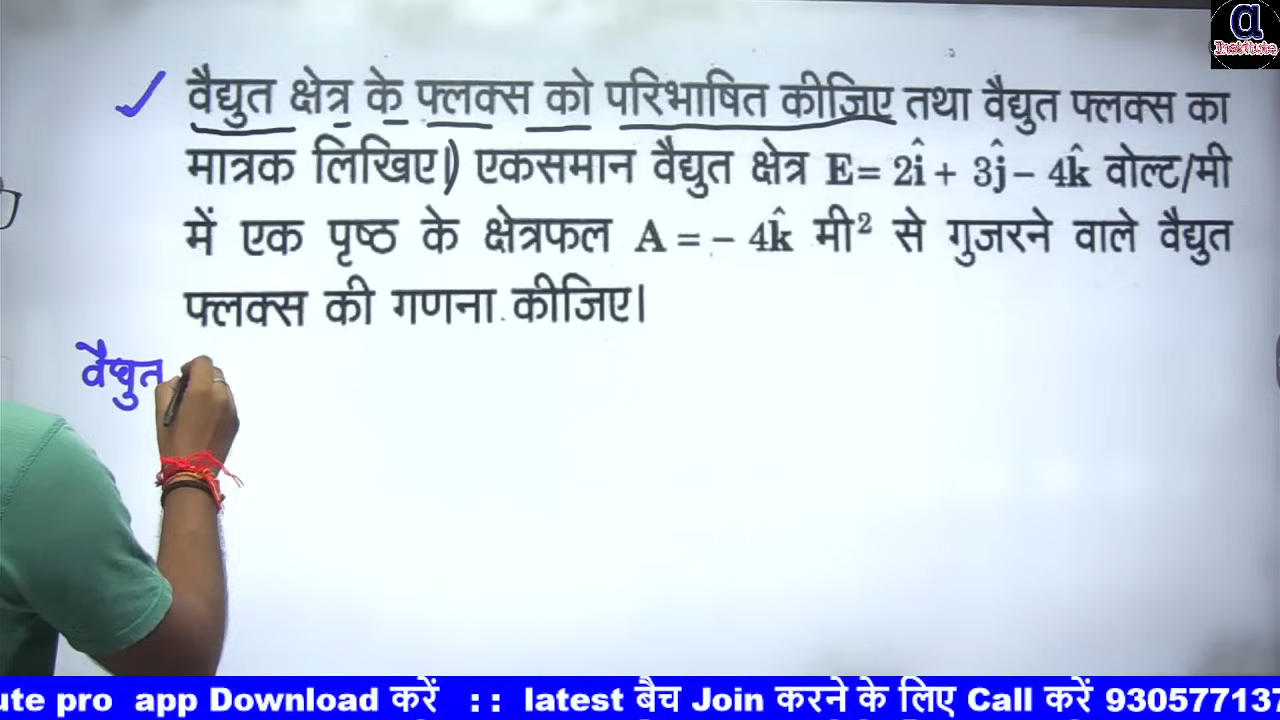 α
Institute
वैद्युत क्षेत्र के फ्लक्स को परिभाषित कीजिए तथा वैद्युत फ्लक्स का
मात्रक लिखिए।) एकसमान वैद्युत क्षेत्र E= 2î + 3ĵ – 4k̂ वोल्ट/मी
में एक पृष्ठ के क्षेत्रफल A = – 4k̂ मी² से गुजरने वाले वैद्युत
फ्लक्स की गणना कीजिए।
वैद्युत
ute pro app Download करें :: latest बैच Join करने के लिए Call करें 930577137